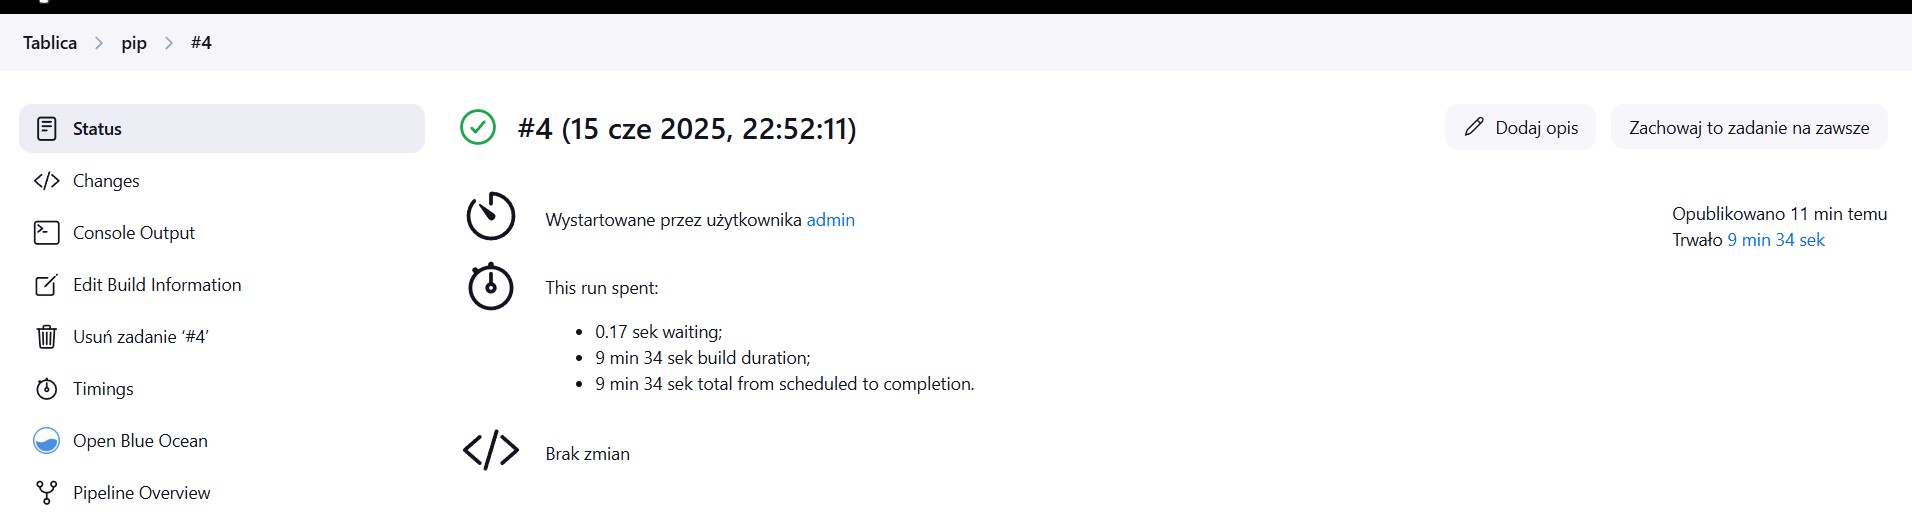 Tablica > pip > #4
Status
Changes
Console Output
Edit Build Information
Usuń zadanie ‘#4’
Timings
Open Blue Ocean
Pipeline Overview
#4 (15 cze 2025, 22:52:11)
Dodaj opis
Zachowaj to zadanie na zawsze
Wystartowane przez użytkownika admin
Opublikowano 11 min temu
Trwało 9 min 34 sek
This run spent:
• 0.17 sek waiting;
• 9 min 34 sek build duration;
• 9 min 34 sek total from scheduled to completion.
Brak zmian